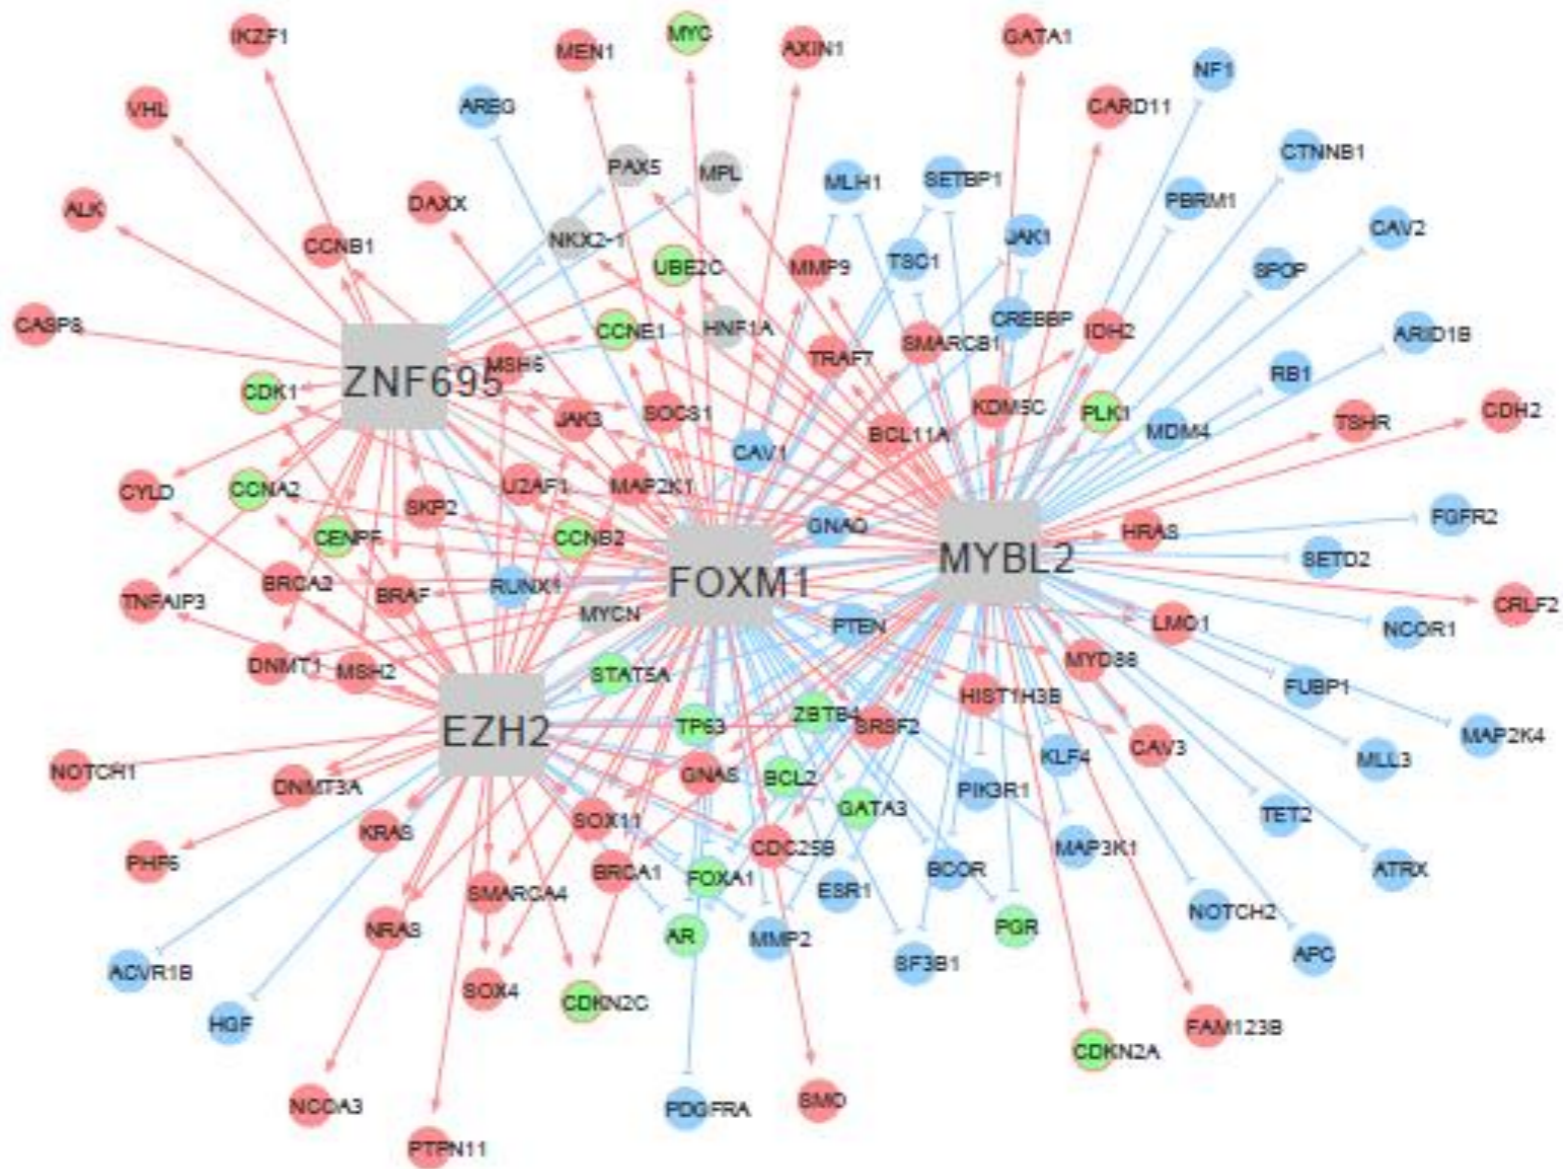 IKZF1
MEN1
MYC
AXIN1
GATA1
NF1
VHL
AREG
CARD11
CTNNB1
PAX5
MPL
MLH1
SETBP1
PBRM1
ALK
DAXX
CCNB1
NKX2-1
UBE2C
MMP9
TSC1
JAK1
CAV2
SPOP
CASP8
CCNE1
HNF1A
TRAF7
SMARCB1
CREBBP
IDH2
ARID1B
ZNF695
MSH6
CDK1
JAK3
SOCS1
CAV1
BCL11A
KDM5C
PLK1
MDM4
RB1
TSHR
CDH2
CYLD
CCNA2
SKP2
U2AF1
MAP2K1
CENPF
CCNB2
GNAQ
MYBL2
HRAS
FGFR2
SETD2
TNFAIP3
BRCA2
BRAF
RUNX1
FOXM1
MYCN
PTEN
LMO1
NCOR1
CRLF2
DNMT1
MSH2
STAT5A
MYD88
HIST1H3B
FUBP1
EZH2
TP63
ZBTB4
SRSF2
KLF4
CAV3
MLL3
MAP2K4
NOTCH1
DNMT3A
GNAS
BCL2
GATA3
PIK3R1
TET2
PHF6
KRAS
SOX11
CDC25B
MAP3K1
SMARCA4
BRCA1
FOXA1
ESR1
BCOR
ATRX
NRAS
AR
MMP2
PGR
NOTCH2
ACVR1B
SOX4
CDKN2C
SF3B1
APC
HGF
CDKN2A
FAM123B
NCOA3
PDGFRA
SMO
PTPN11